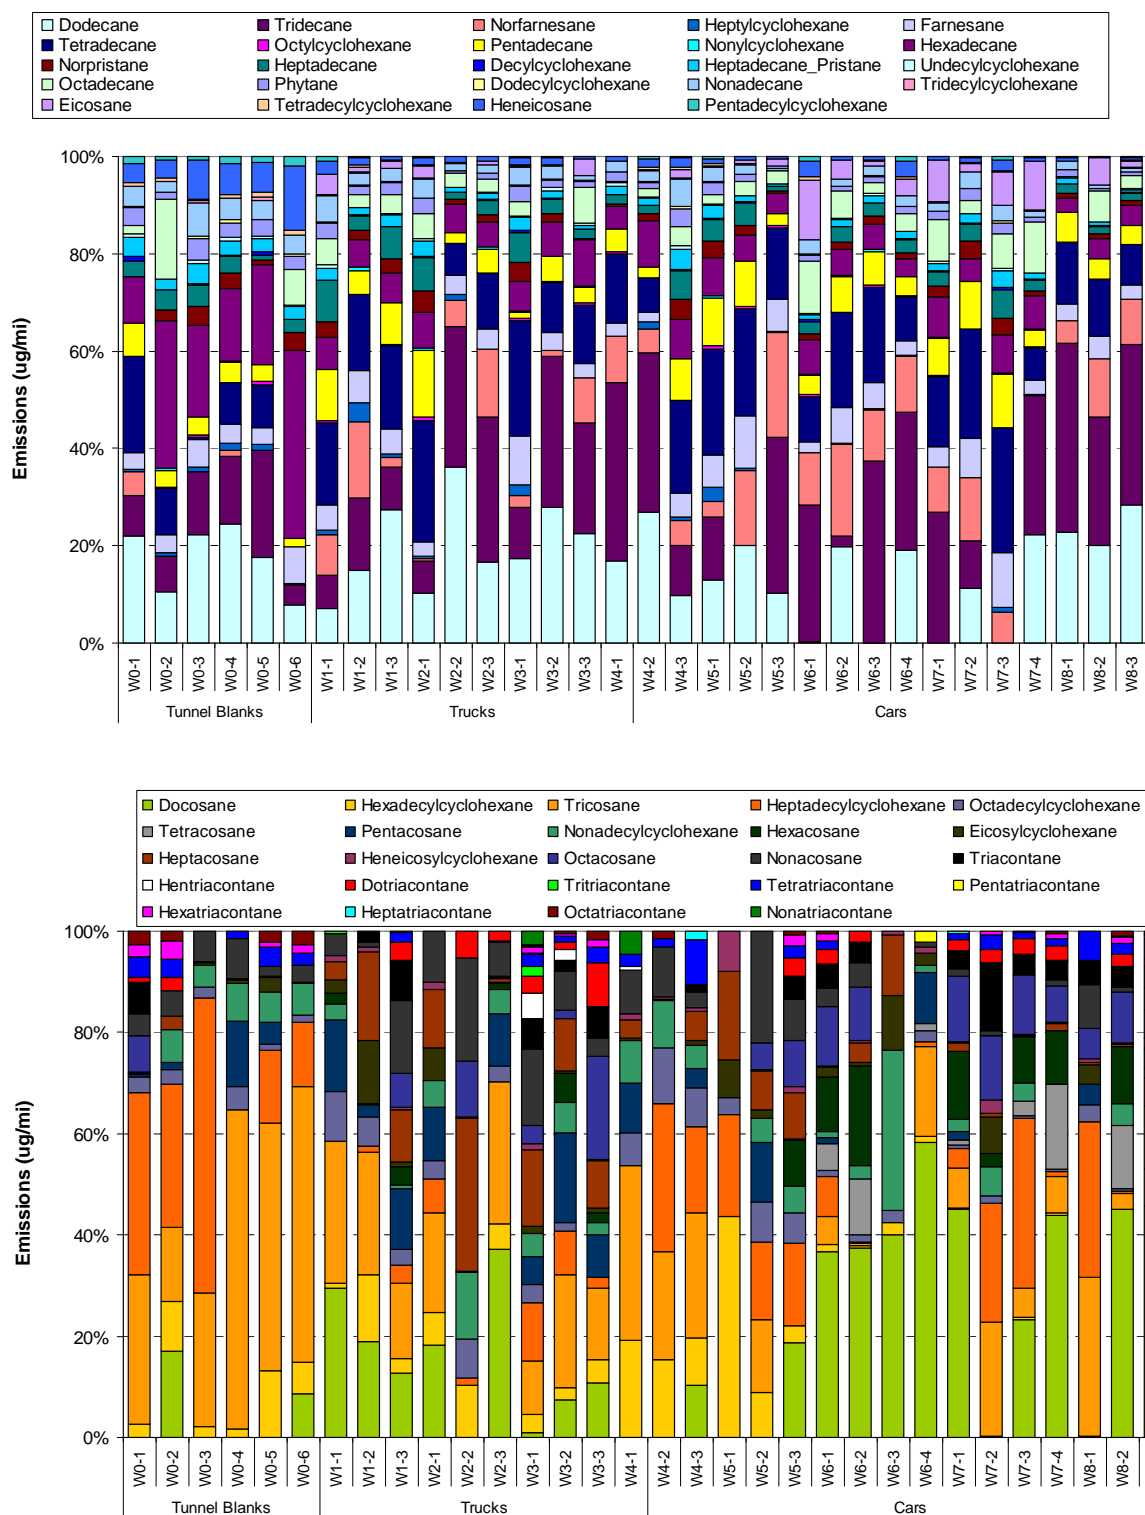 Dodecane Tridecane Norfarnesane Heptylcyclohexane Farnesane
Tetradecane Octylcyclohexane Pentadecane Nonylcyclohexane Hexadecane
Norpristane Heptadecane Decylcyclohexane Heptadecane_Pristane Undecylcyclohexane
Octadecane Phytane Dodecylcyclohexane Nonadecane Tridecylcyclohexane
Eicosane Tetradecylcyclohexane Heneicosane Pentadecylcyclohexane
100%
80%
60%
40%
20%
0%
Emissions (ug/mi)
W0-1 W0-2 W0-3 W0-4 W0-5 W0-6 W1-1 W1-2 W1-3 W2-1 W2-2 W2-3 W3-1 W3-2 W3-3 W4-1 W4-2 W4-3 W5-1 W5-2 W5-3 W6-1 W6-2 W6-3 W6-4 W7-1 W7-2 W7-3 W7-4 W8-1 W8-2 W8-3
Tunnel Blanks Trucks Cars
Docosane Hexadecylcyclohexane Tricosane Heptadecylcyclohexane Octadecylcyclohexane
Tetracosane Pentacosane Nonadecylcyclohexane Hexacosane Eicosylcyclohexane
Heptacosane Heneicosylcyclohexane Octacosane Nonacosane Triacontane
Hentriacontane Dotriacontane Tritriacontane Tetratriacontane Pentatriacontane
Hexatriacontane Heptatriacontane Octatriacontane Nonatriacontane
100%
80%
60%
40%
20%
0%
Emissions (ug/mi)
W0-1 W0-2 W0-3 W0-4 W0-5 W0-6 W1-1 W1-2 W1-3 W2-1 W2-2 W2-3 W3-1 W3-2 W3-3 W4-1 W4-2 W4-3 W5-1 W5-2 W5-3 W6-1 W6-2 W6-3 W6-4 W7-1 W7-2 W7-3 W7-4 W8-1 W8-2
Tunnel Blanks Trucks Cars